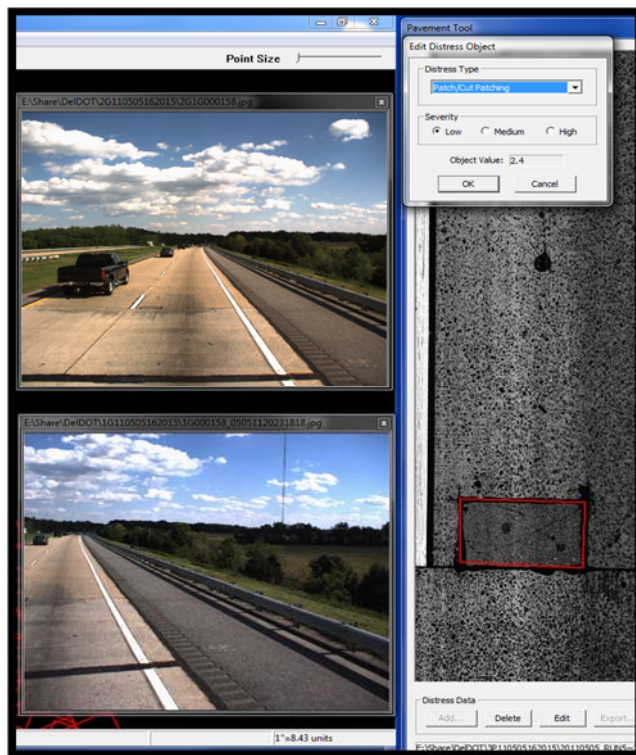 Point Size
E:\Share\DelDOT\2G110505162015\2G1G000158.jpg
E:\Share\DelDOT\1G110505162015\1G000158_05051120231818.jpg
1"=8.43 units
Pavement Tool
Edit Distress Object
Distress Type
Patch/Cut Patching
Severity
Low Medium High
Object Value: 2.4
OK Cancel
Distress Data
Add... Delete Edit Export...